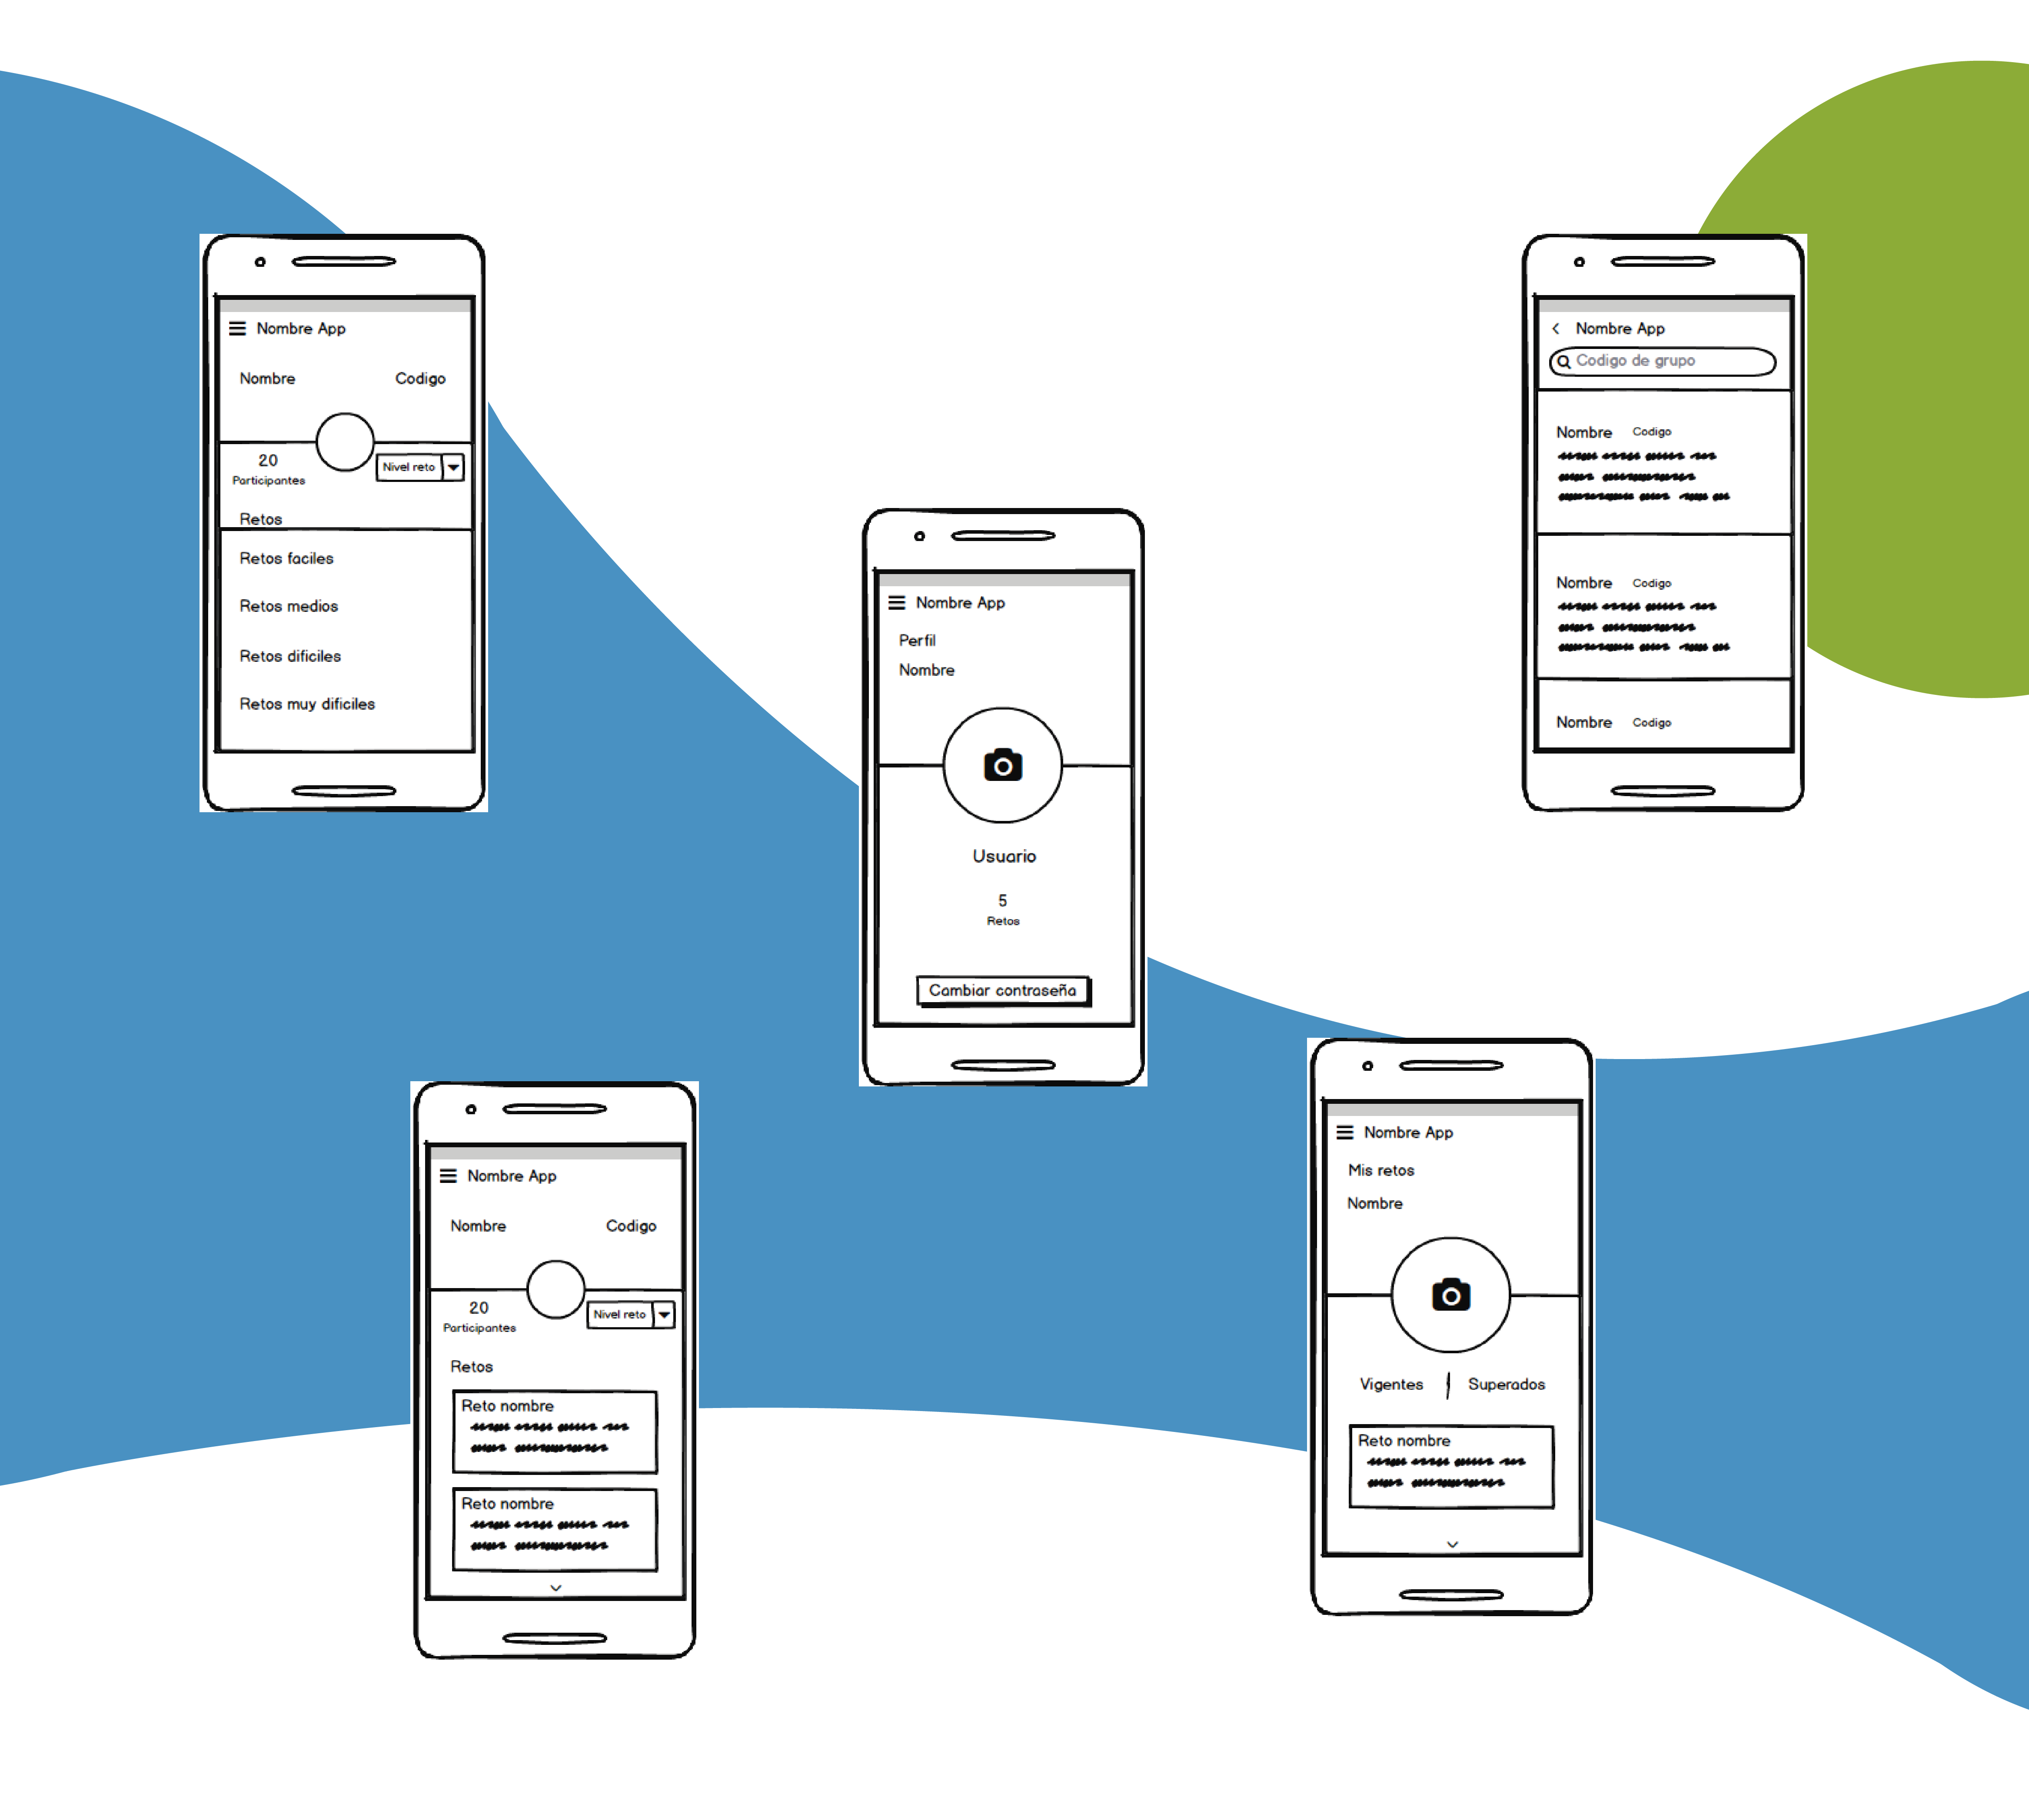 Nombre App
Nombre Codigo
20
Participantes
Nivel reto
Retos
Retos faciles
Retos medios
Retos dificiles
Retos muy dificiles
Nombre App
Codigo de grupo
Nombre Codigo
Nombre Codigo
Nombre Codigo
Nombre App
Perfil
Nombre
Usuario
5
Retos
Cambiar contraseña
Nombre App
Nombre Codigo
20
Participantes
Nivel reto
Retos
Reto nombre
Reto nombre
Nombre App
Mis retos
Nombre
Vigentes Superados
Reto nombre